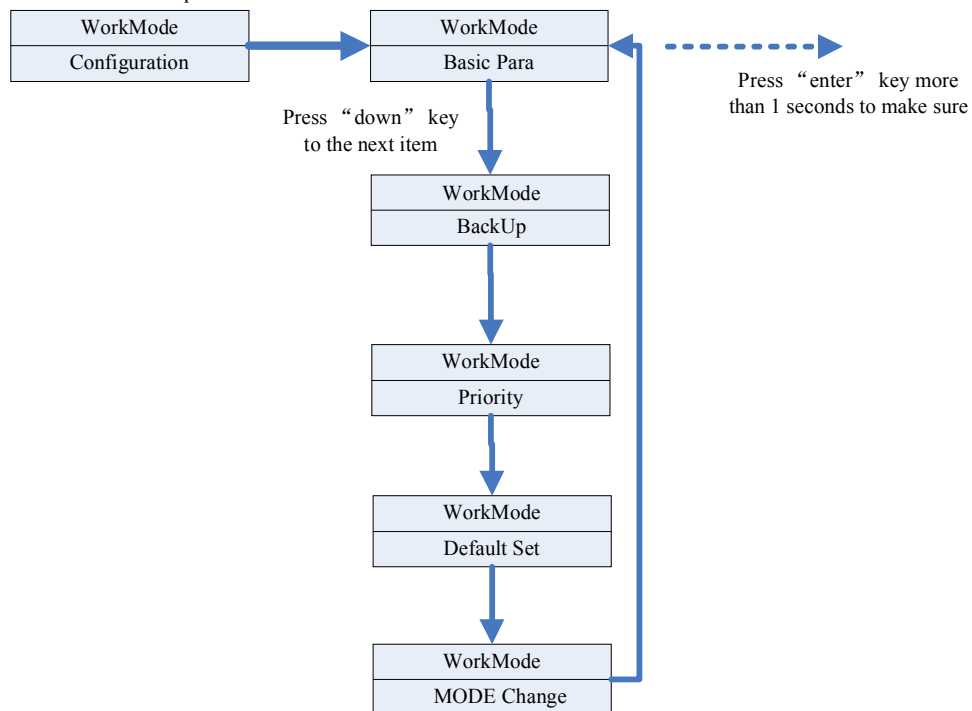 WorkMode
Configuration
WorkMode
Basic Para
Press “enter” key more
than 1 seconds to make sure
Press “down” key
to the next item
WorkMode
BackUp
WorkMode
Priority
WorkMode
Default Set
WorkMode
MODE Change